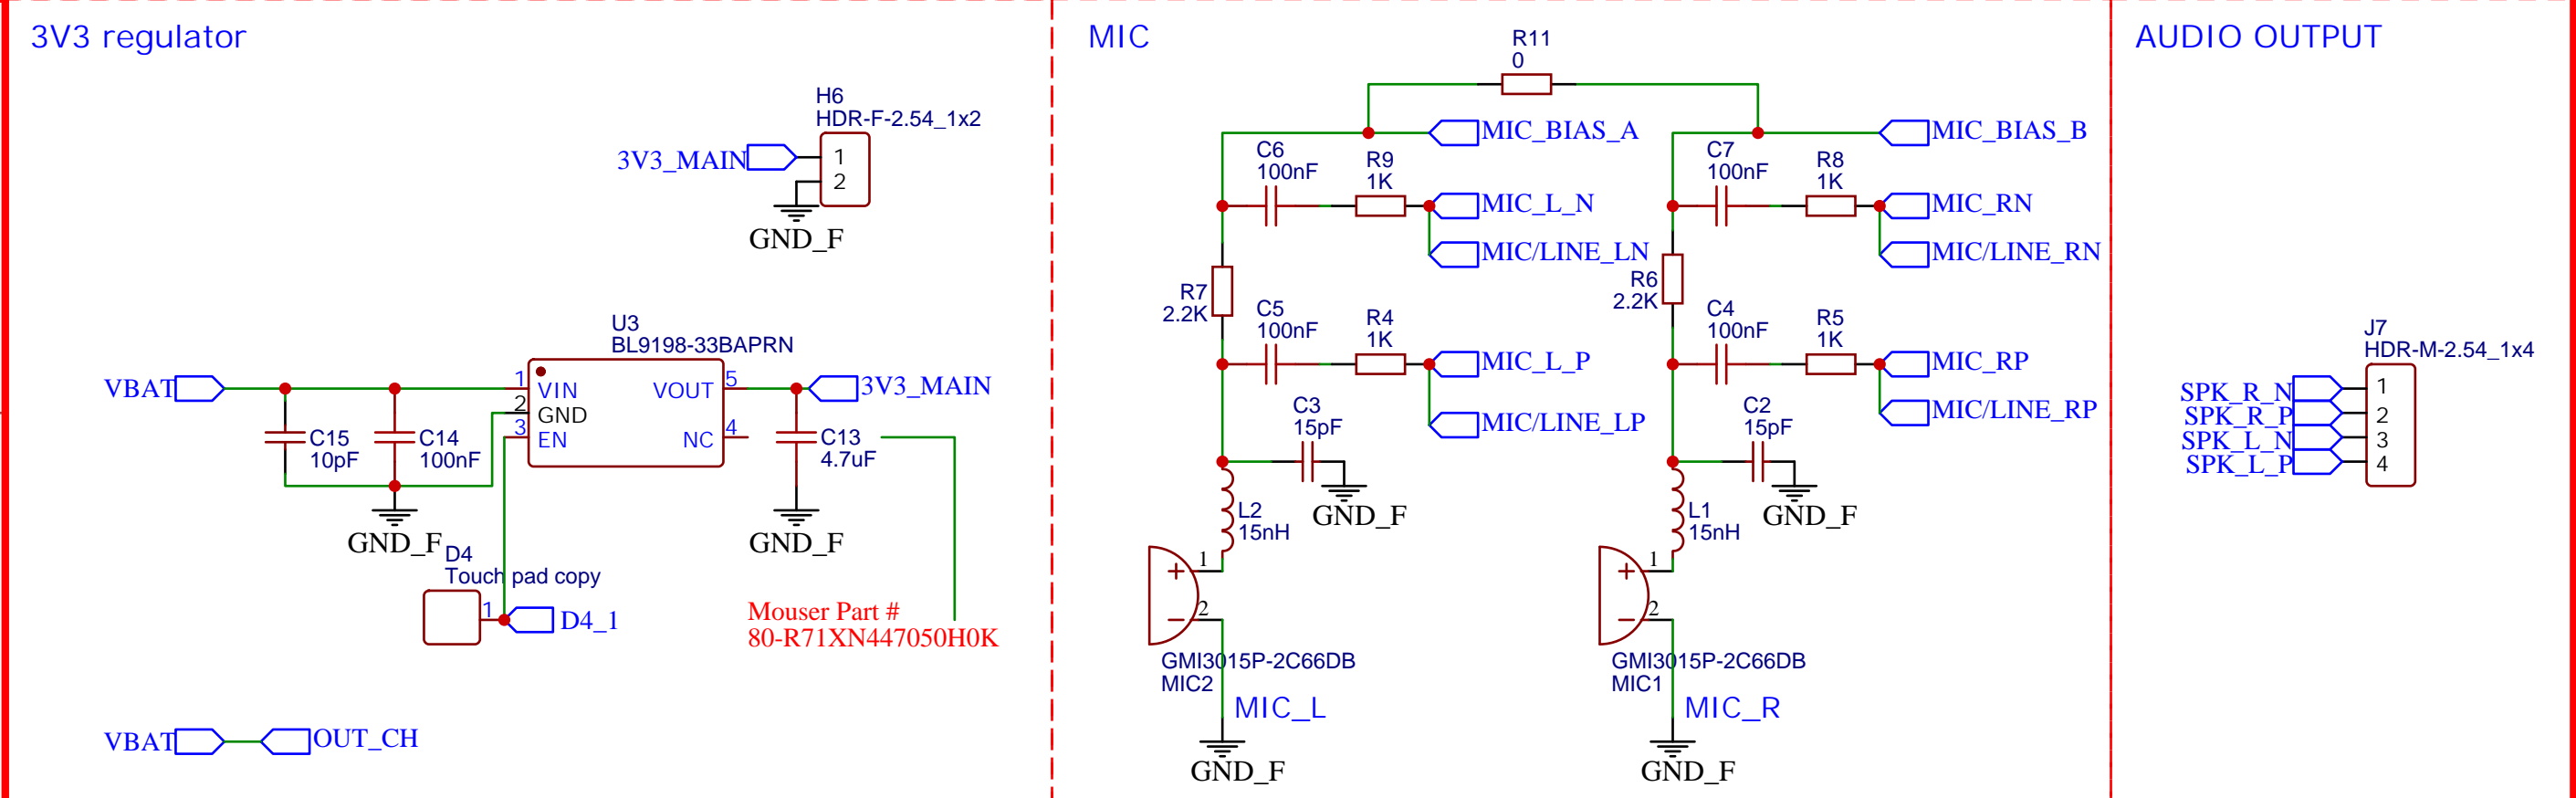 3V3 regulator
H6
HDR-F-2.54_1x2
3V3_MAIN
1
2
GND_F
U3
BL9198-33BAPRN
VBAT
1
VIN
2
GND
3
EN
VOUT
5
NC
4
3V3_MAIN
C15
10pF
C14
100nF
C13
4.7uF
GND_F
GND_F
D4
Touch pad copy
1
D4_1
Mouser Part #
80-R71XN447050H0K
VBAT
OUT_CH
MIC
R11
0
MIC_BIAS_A
C6
100nF
R9
1K
MIC_L_N
MIC/LINE_LN
R7
2.2K
C5
100nF
R4
1K
MIC_L_P
MIC/LINE_LP
C3
15pF
GND_F
L2
15nH
1
2
GMI3015P-2C66DB
MIC2
MIC_L
GND_F
MIC_BIAS_B
C7
100nF
R8
1K
MIC_RN
MIC/LINE_RN
R6
2.2K
C4
100nF
R5
1K
MIC_RP
MIC/LINE_RP
C2
15pF
GND_F
L1
15nH
1
2
GMI3015P-2C66DB
MIC1
MIC_R
GND_F
AUDIO OUTPUT
J7
HDR-M-2.54_1x4
SPK_R_N
1
SPK_R_P
2
SPK_L_N
3
SPK_L_P
4